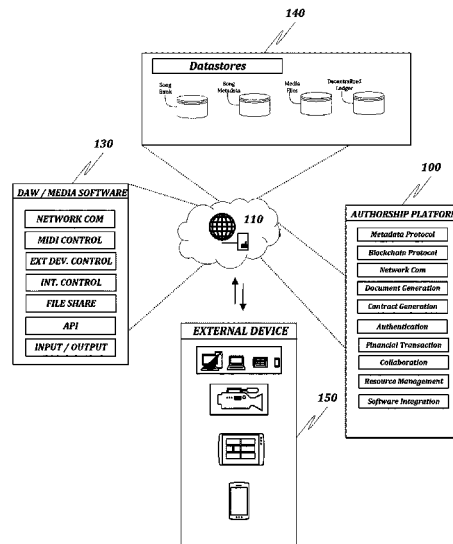 140
Datastores
Song Bank
Song Metadata
Media Files
Decentralized Ledger
130
DAW / MEDIA SOFTWARE
NETWORK COM
MIDI CONTROL
EXT DEV. CONTROL
INT. CONTROL
FILE SHARE
API
INPUT / OUTPUT
110
100
AUTHORSHIP PLATFORM
Metadata Protocol
Blockchain Protocol
Network Com
Document Generation
Contract Generation
Authentication
Financial Transaction
Collaboration
Resource Management
Software Integration
EXTERNAL DEVICE
150